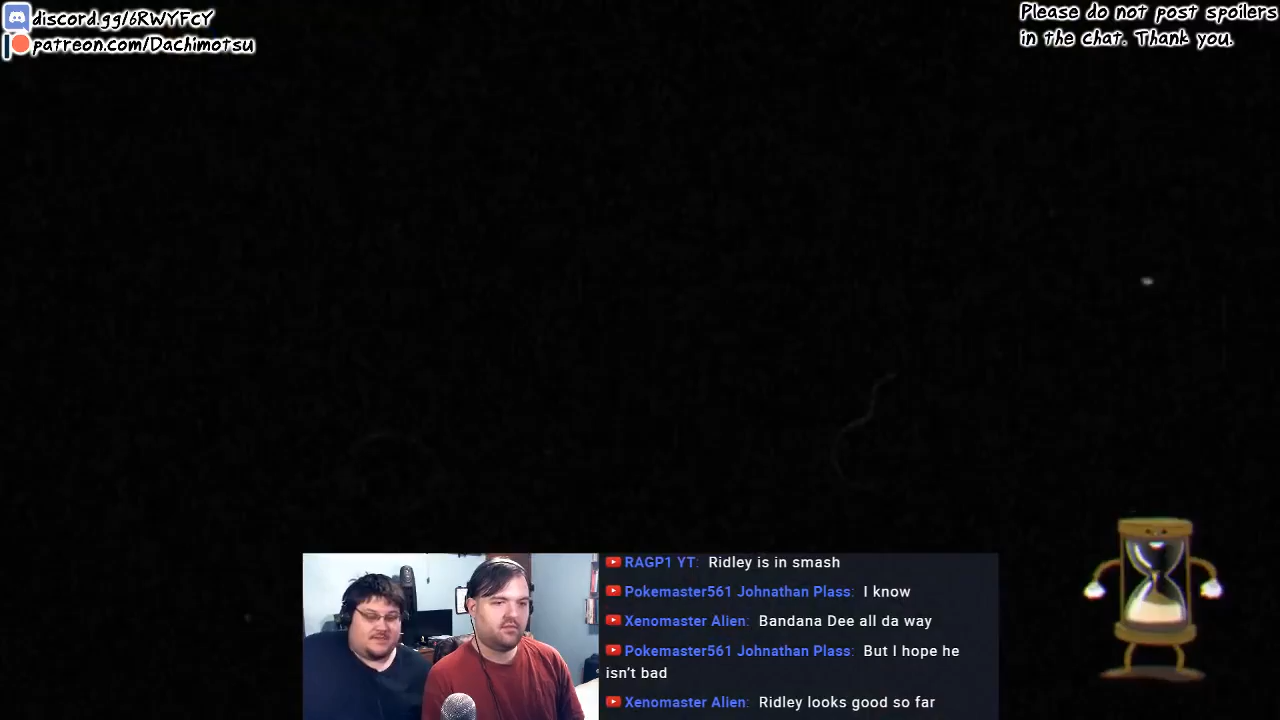 discord.gg/6RWYFcY
patreon.com/Dachimotsu
Please do not post spoilers
in the chat. Thank you.
RAGP1 YT: Ridley is in smash
Pokemaster561 Johnathan Plass: I know
Xenomaster Alien: Bandana Dee all da way
Pokemaster561 Johnathan Plass: But I hope he
isn't bad
Xenomaster Alien: Ridley looks good so far